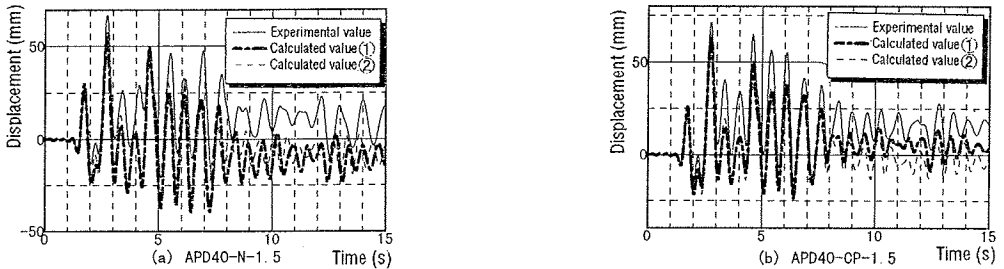 Displacement (mm)
50
0
-50
Experimental value
Calculated value①
Calculated value②
0
5
10
15
(a) APD40-N-1.5
Time (s)
Displacement (mm)
50
0
Experimental value
Calculated value①
Calculated value②
0
5
10
15
(b) APD40-CP-1.5
Time (s)